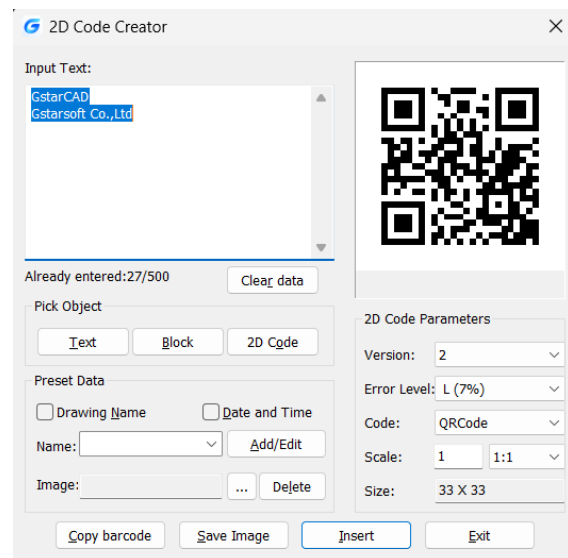 2D Code Creator
Input Text:
GstarCAD
Gstarsoft Co.,Ltd
Already entered:27/500
Clear data
Pick Object
Text
Block
2D Code
Preset Data
Drawing Name
Date and Time
Name:
Add/Edit
Image:
...
Delete
2D Code Parameters
Version:
2
Error Level:
L (7%)
Code:
QRCode
Scale:
1
1:1
Size:
33 X 33
Copy barcode
Save Image
Insert
Exit